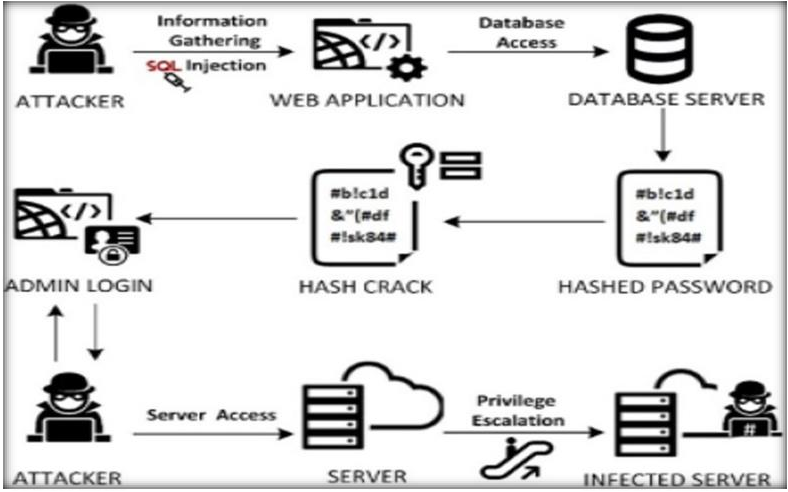 Information
Gathering
SQL Injection
Database
Access
</>
ATTACKER
WEB APPLICATION
DATABASE SERVER
</>
#b!c1d
&"(#df
#!sk84#
#b!c1d
&"(#df
#!sk84#
ADMIN LOGIN
HASH CRACK
HASHED PASSWORD
Server Access
Privilege
Escalation
#
ATTACKER
SERVER
INFECTED SERVER